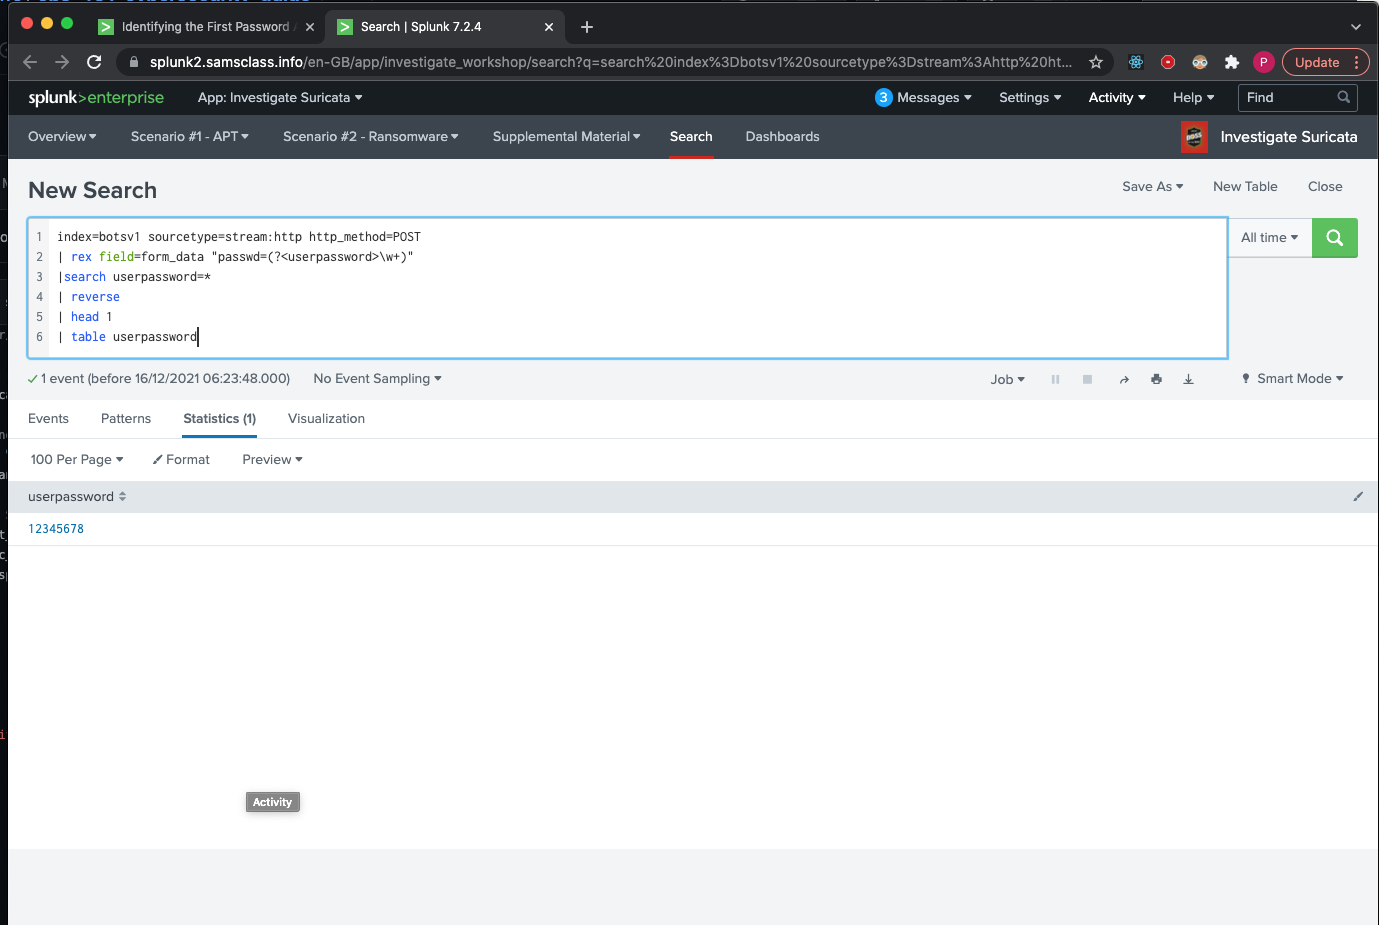 Identifying the First Password
Search | Splunk 7.2.4
splunk2.samsclass.info/en-GB/app/investigate_workshop/search?q=search%20index%3Dbotsv1%20sourcetype%3Dstream%3Ahttp%20ht...
P
Update
splunk>enterprise
App: Investigate Suricata
3
Messages
Settings
Activity
Help
Find
Overview
Scenario #1 - APT
Scenario #2 - Ransomware
Supplemental Material
Search
Dashboards
BOSS
Investigate Suricata
New Search
Save As
New Table
Close
1 index=botsv1 sourcetype=stream:http http_method=POST
2 | rex field=form_data "passwd=(?<userpassword>\w+)"
3 |search userpassword=*
4 | reverse
5 | head 1
6 | table userpassword
All time
1 event (before 16/12/2021 06:23:48.000)
No Event Sampling
Job
Smart Mode
Events
Patterns
Statistics (1)
Visualization
100 Per Page
Format
Preview
userpassword
12345678
Activity